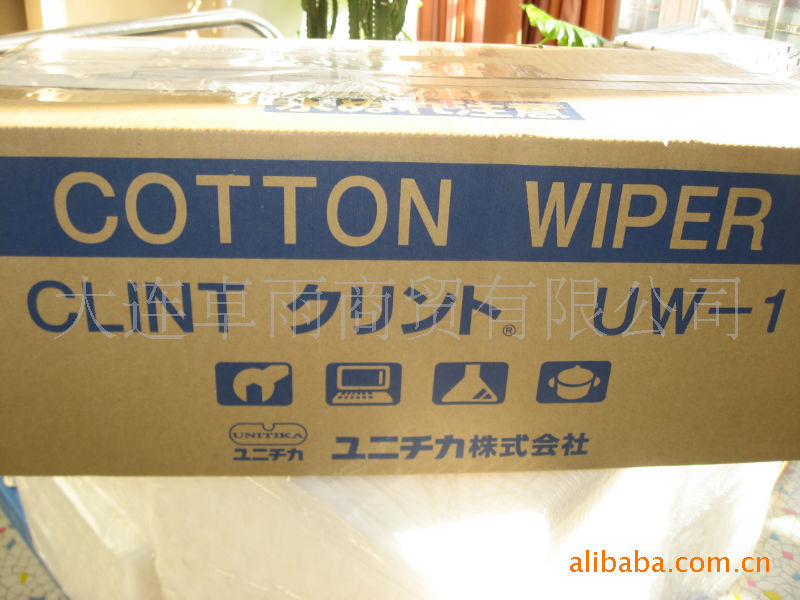 COTTON WIPER
CLINT クリント® UW-1
大连卓雨商贸有限公司
UNITIKA
ユニチカ ユニチカ株式会社
alibaba.com.cn